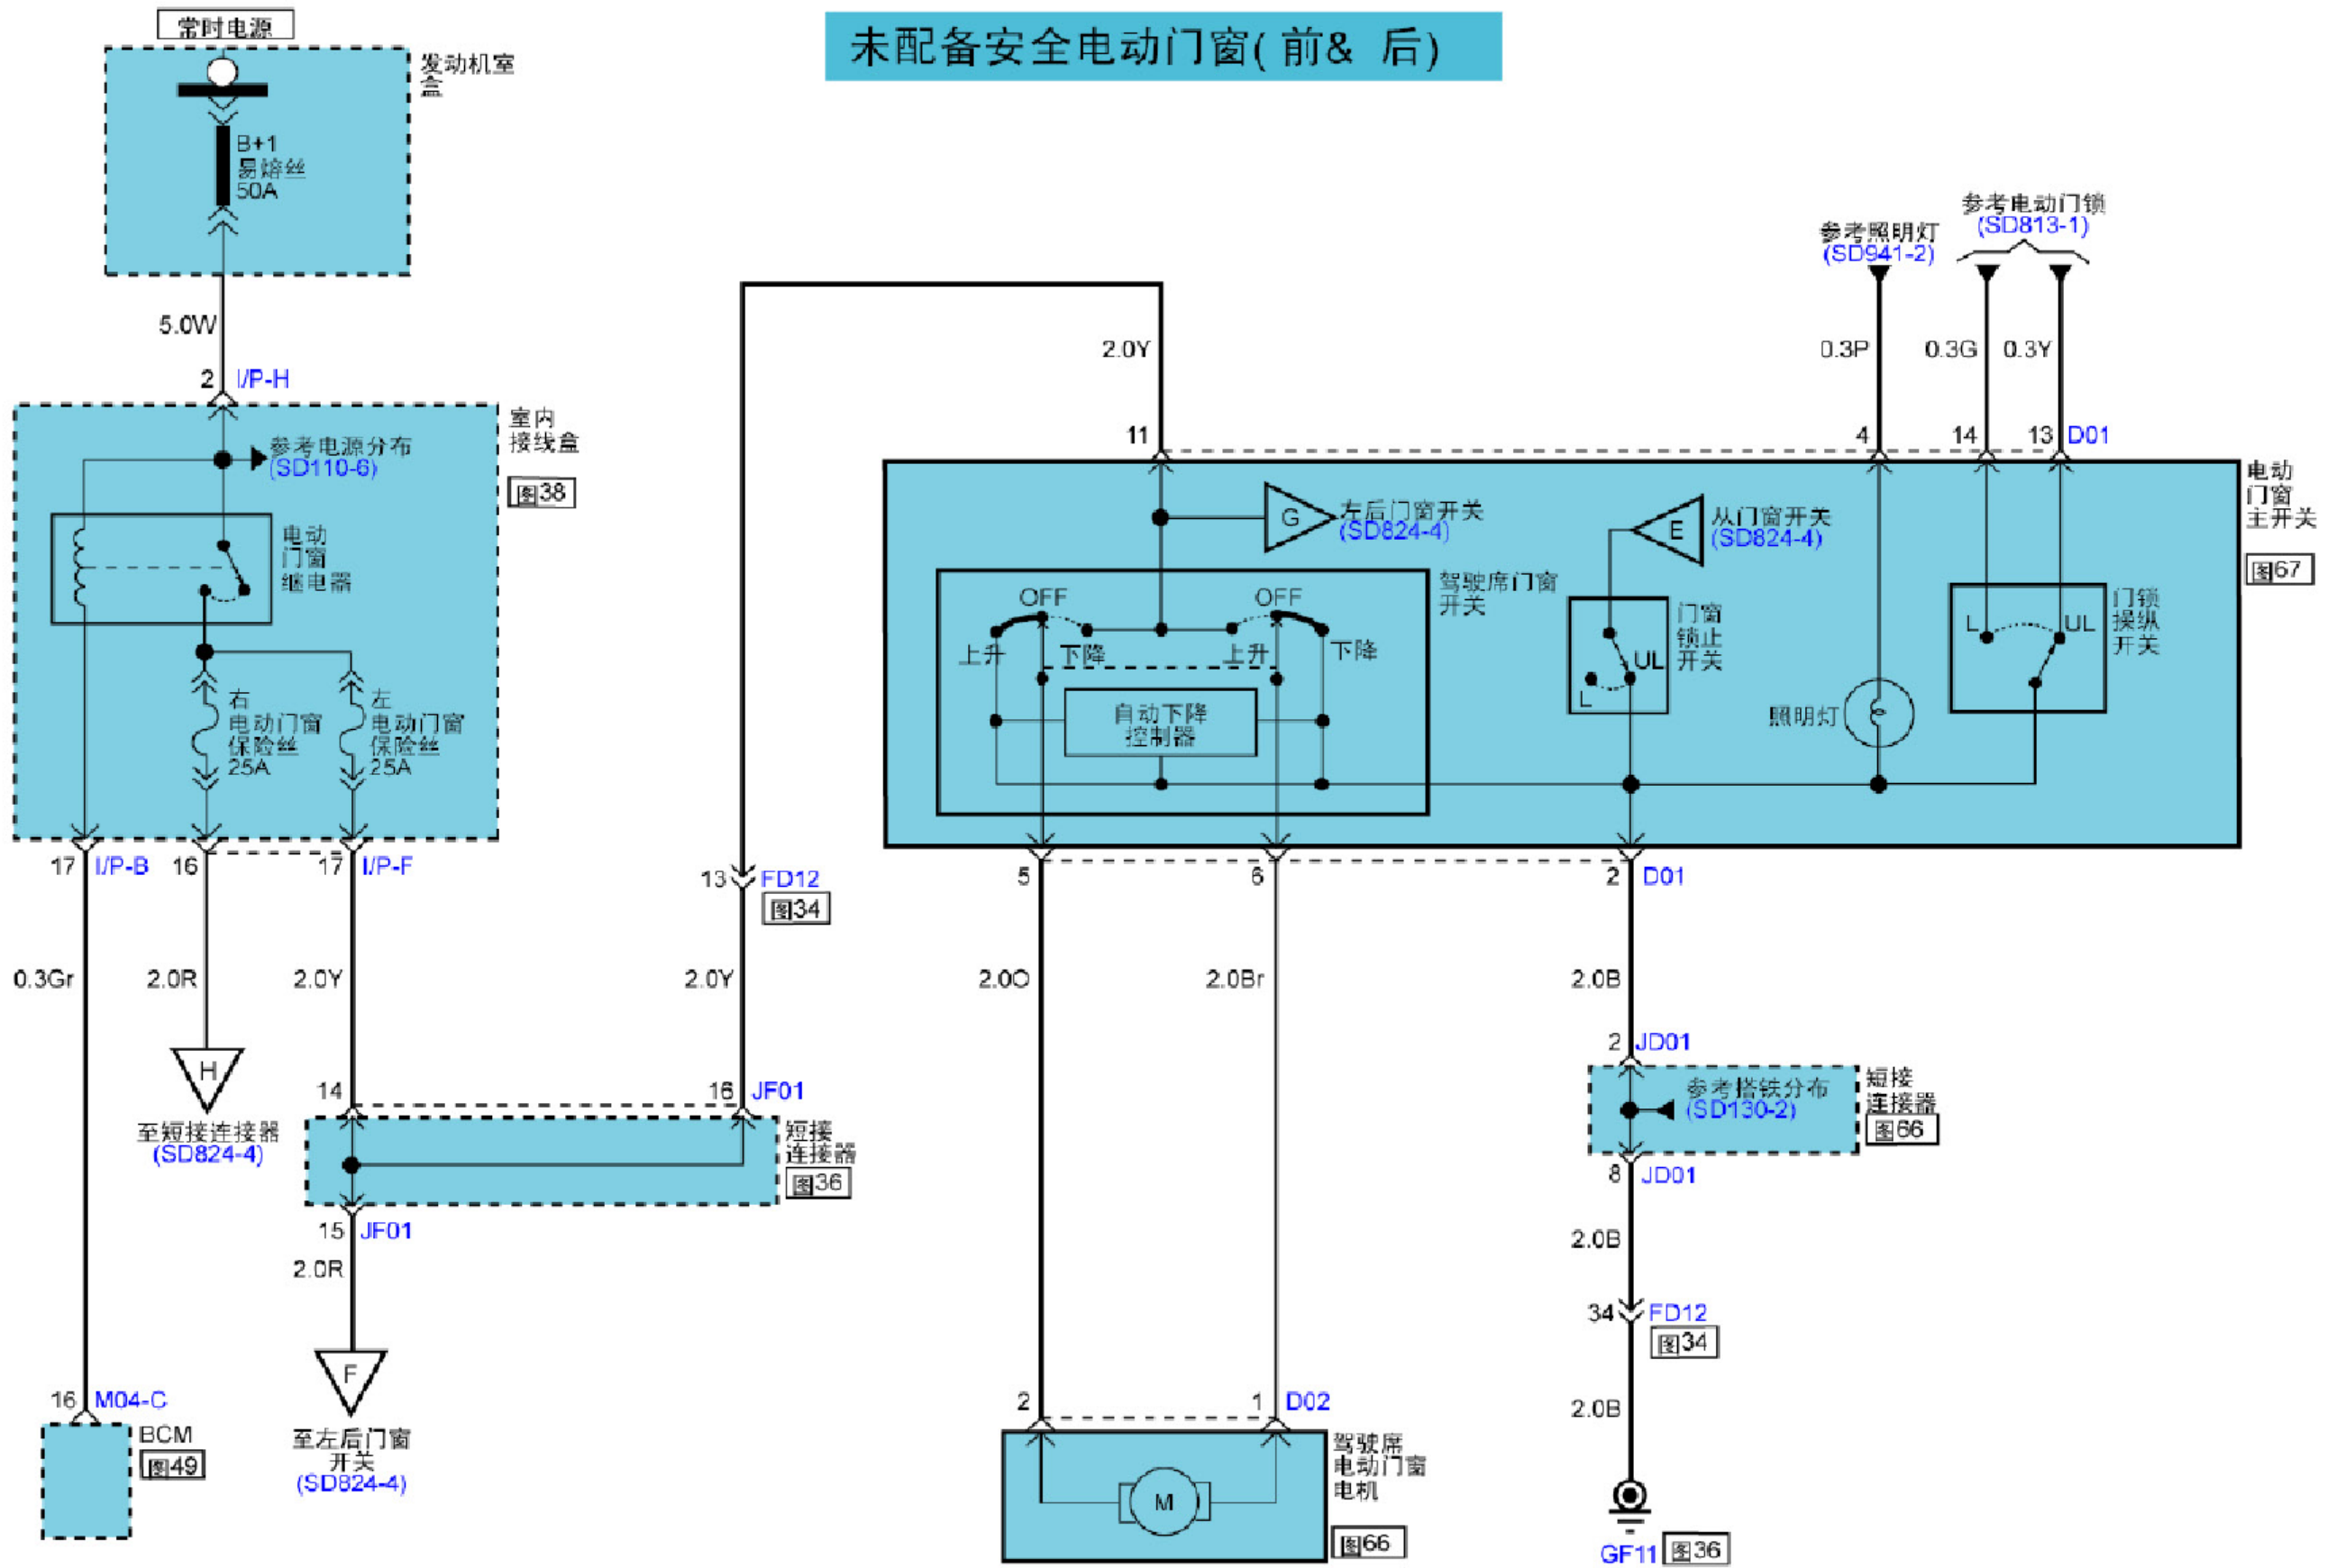 未配备安全电动门窗( 前& 后)
常时电源
发动机室
盒
B+1
易熔丝
50A
5.0W
2 I/P-H
室内
接线盒
图38
参考电源分布
(SD110-6)
电动
门窗
继电器
右
电动门窗
保险丝
25A
左
电动门窗
保险丝
25A
17 I/P-B
16
17 I/P-F
0.3Gr
2.0R
2.0Y
H
至短接连接器
(SD824-4)
14
16 JF01
短接
连接器
图36
15 JF01
2.0R
F
至左后门窗
开关
(SD824-4)
16 M04-C
BCM
图49
2.0Y
13 FD12
图34
2.0Y
11
参考照明灯
(SD941-2)
参考电动门锁
(SD813-1)
0.3P
0.3G
0.3Y
4
14
13 D01
电动
门窗
主开关
图67
G
左后门窗开关
(SD824-4)
E
从门窗开关
(SD824-4)
驾驶席门窗
开关
OFF
OFF
上升
下降
上升
下降
自动下降
控制器
门窗
锁止
开关
UL
L
照明灯
L
UL
门锁
操纵
开关
5
6
2 D01
2.0O
2.0Br
2.0B
2 JD01
参考搭铁分布
(SD130-2)
短接
连接器
图66
8 JD01
2.0B
34 FD12
图34
2.0B
GF11 图36
2
1 D02
M
驾驶席
电动门窗
电机
图66